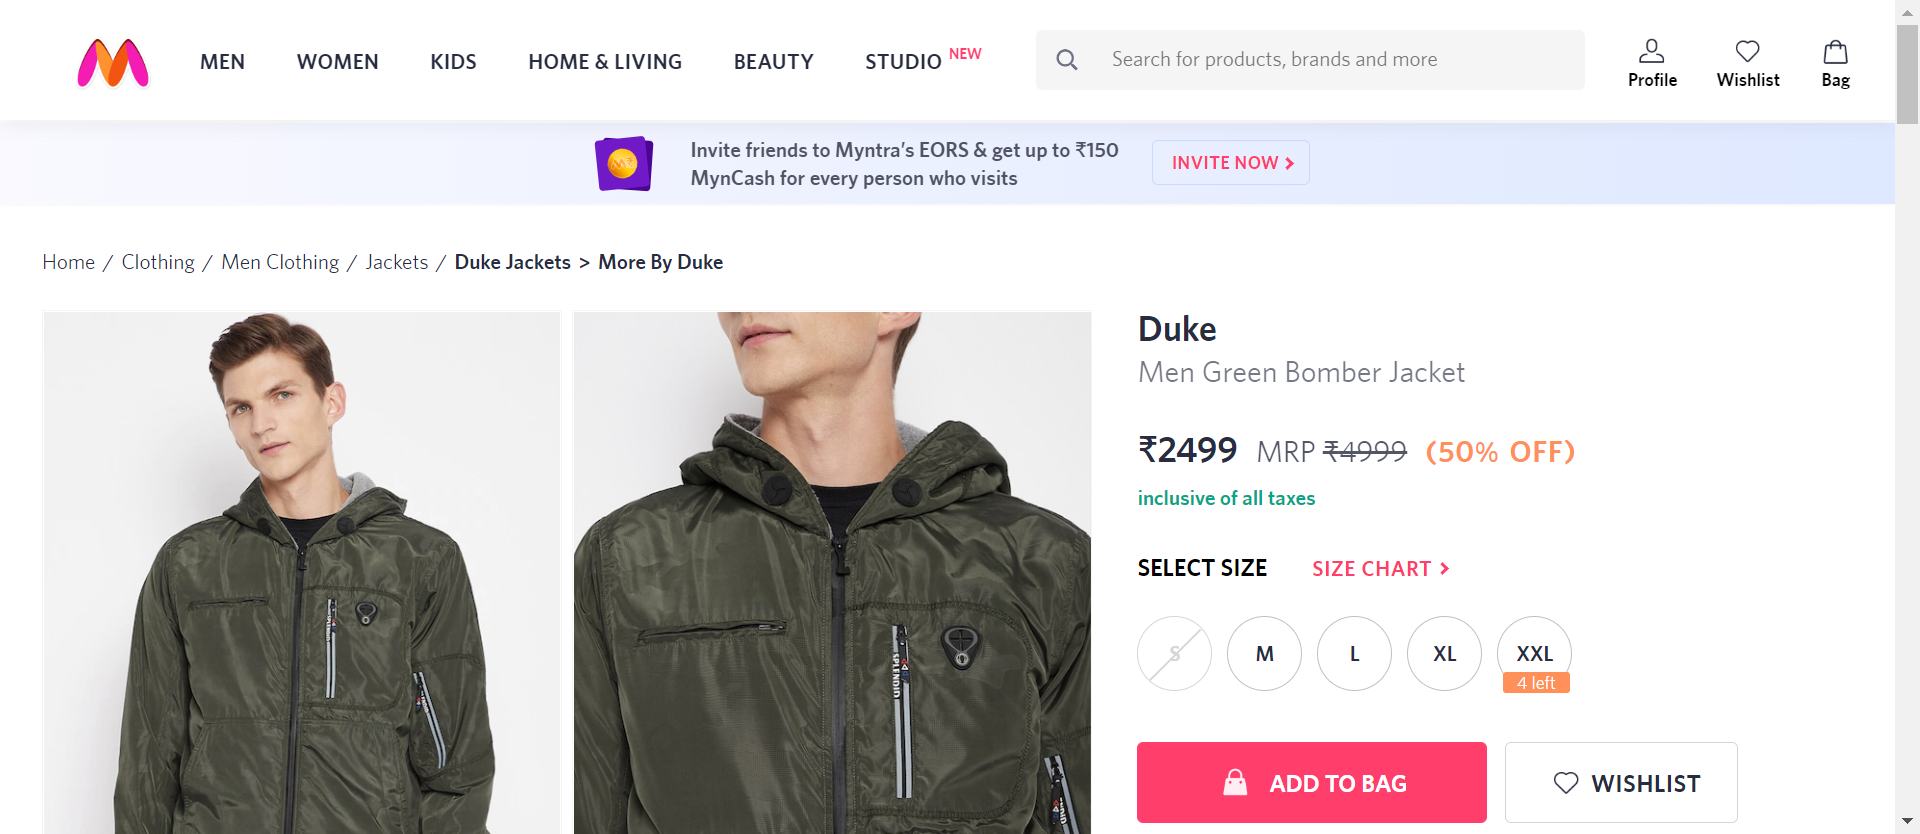 MEN WOMEN KIDS HOME & LIVING BEAUTY STUDIO NEW
Search for products, brands and more
Profile Wishlist Bag
Invite friends to Myntra’s EORS & get up to ₹150
MynCash for every person who visits
INVITE NOW >
Home / Clothing / Men Clothing / Jackets / Duke Jackets > More By Duke
Duke
Men Green Bomber Jacket
₹2499 MRP ₹4999 (50% OFF)
inclusive of all taxes
SELECT SIZE SIZE CHART >
S M L XL XXL
4 left
ADD TO BAG WISHLIST
SPLENDID